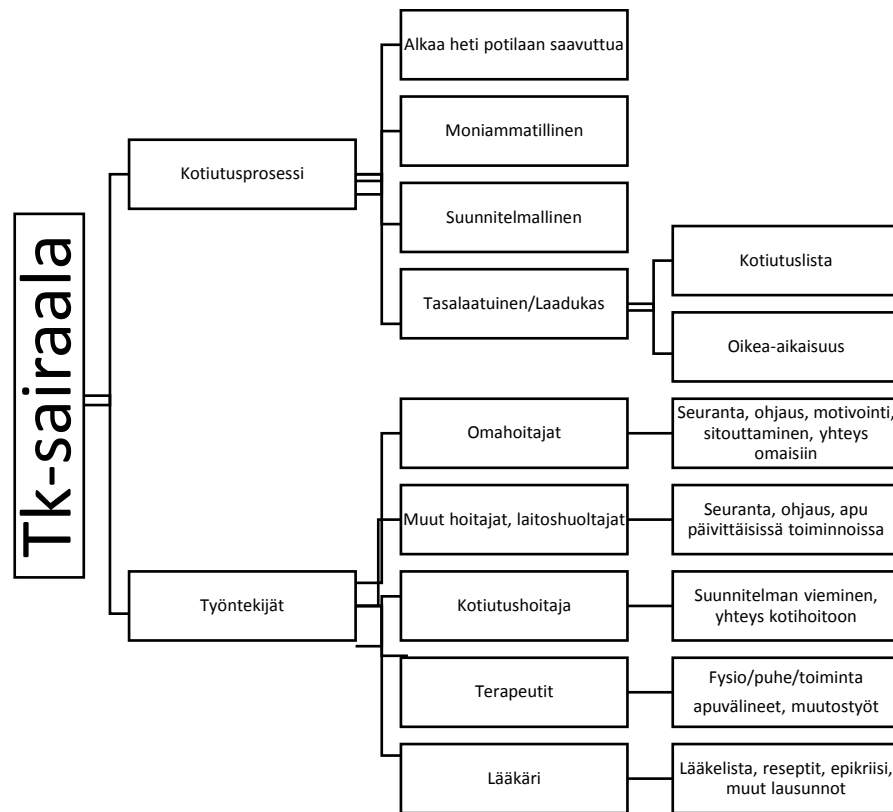 Tk-sairaala
Kotiutusprosessi
Alkaa heti potilaan saavuttua
Moniammatillinen
Suunnitelmallinen
Tasalaatuinen/Laadukas
Kotiutuslista
Oikea-aikaisuus
Työntekijät
Omahoitajat
Seuranta, ohjaus, motivointi,
sitouttaminen, yhteys
omaisiin
Muut hoitajat, laitoshuoltajat
Seuranta, ohjaus, apu
päivittäisissä toiminnoissa
Kotiutushoitaja
Suunnitelman vieminen,
yhteys kotihoitoon
Terapeutit
Fysio/puhe/toiminta
apuvälineet, muutostyöt
Lääkäri
Lääkelista, reseptit, epikriisi,
muut lausunnot